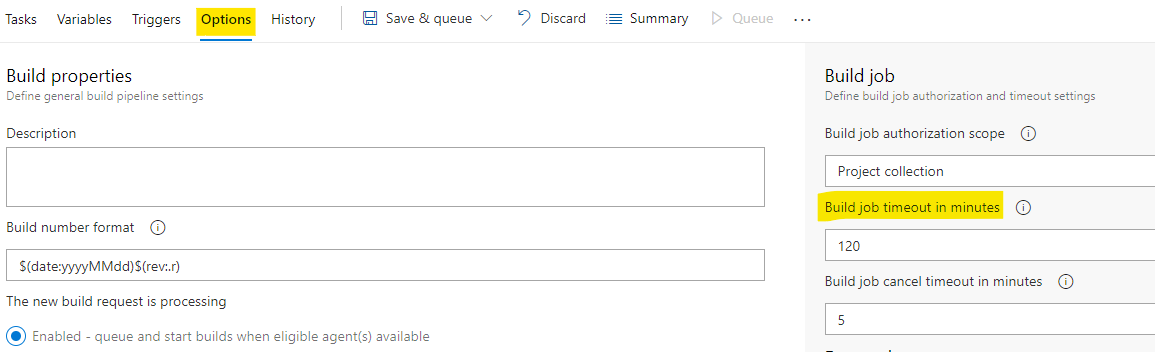 Tasks Variables Triggers Options History Save & queue Discard Summary Queue ...
Build properties
Define general build pipeline settings
Description
Build number format
$(date:yyyyMMdd)$(rev:.r)
The new build request is processing
Enabled - queue and start builds when eligible agent(s) available
Build job
Define build job authorization and timeout settings
Build job authorization scope
Project collection
Build job timeout in minutes
120
Build job cancel timeout in minutes
5